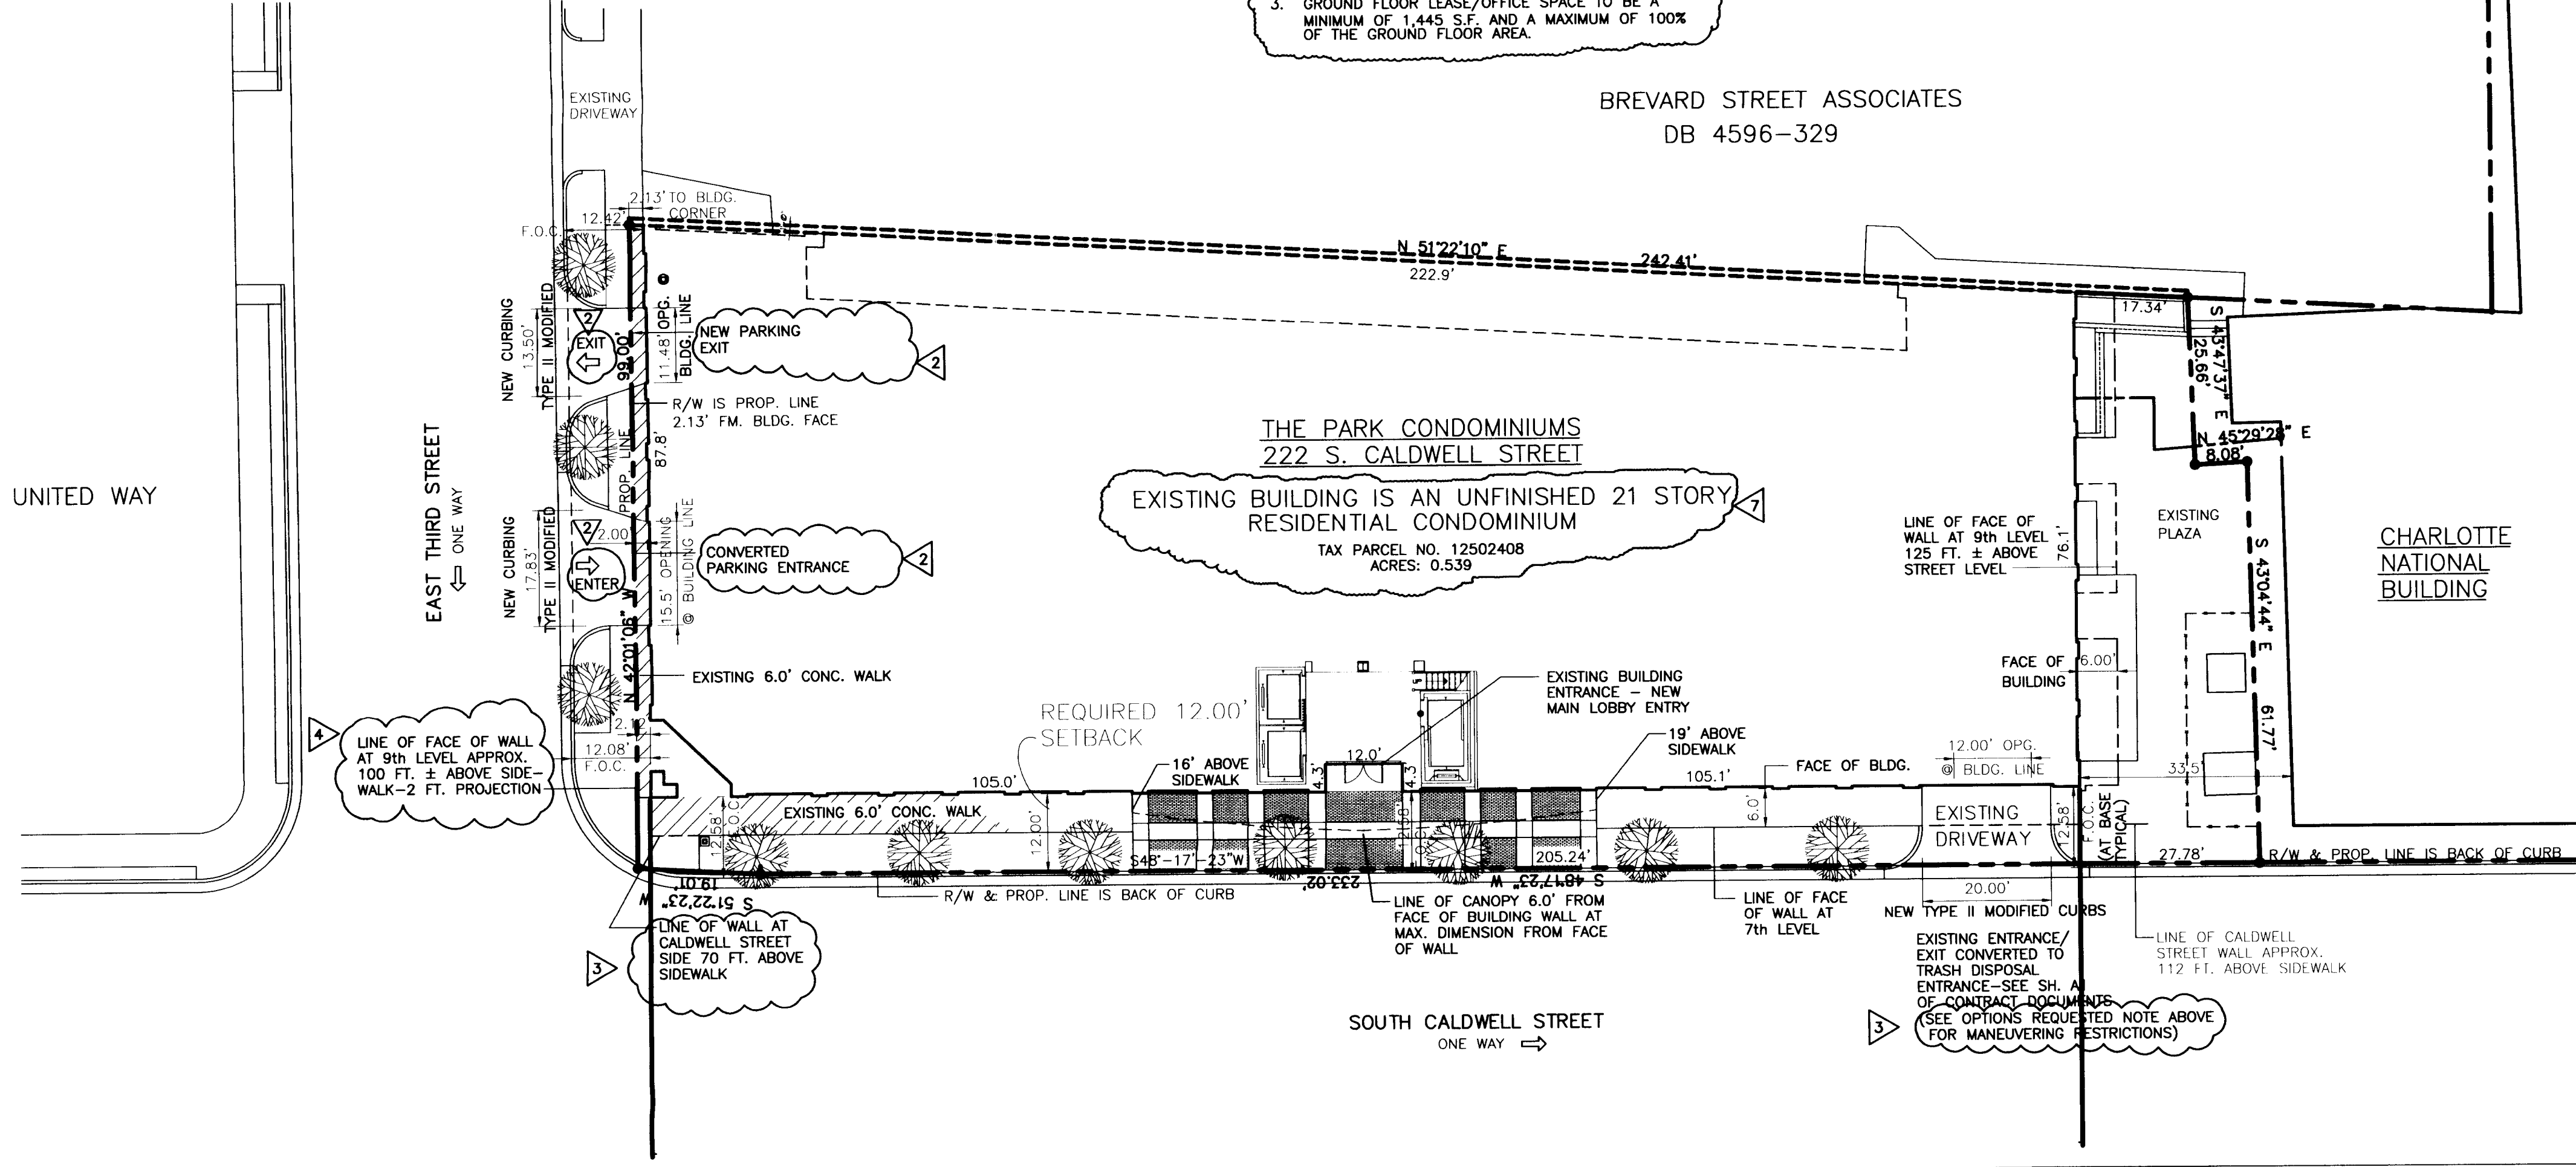 3. GROUND FLOOR LEASE/OFFICE SPACE TO BE A
MINIMUM OF 1,445 S.F. AND A MAXIMUM OF 100%
OF THE GROUND FLOOR AREA.
BREVARD STREET ASSOCIATES
DB 4596-329
EXISTING
DRIVEWAY
2.13' TO BLDG.
CORNER
12.42'
F.O.C.
N 51°22'10" E
242.41'
222.9'
17.34'
S 43°47'37" E
25.66'
N 45°29'28" E
8.08'
NEW CURBING
13.50'
TYPE II MODIFIED
2
EXIT
99.00'
11.48' OPG.
BLDG. LINE
NEW PARKING
EXIT
2
R/W IS PROP. LINE
2.13' FM. BLDG. FACE
PROP. LINE
87.8'
THE PARK CONDOMINIUMS
222 S. CALDWELL STREET
EXISTING BUILDING IS AN UNFINISHED 21 STORY
RESIDENTIAL CONDOMINIUM
TAX PARCEL NO. 12502408
ACRES: 0.539
7
UNITED WAY
EAST THIRD STREET
ONE WAY
NEW CURBING
17.83'
TYPE II MODIFIED
2
2.00'
ENTER
15.5' OPENING
@ BUILDING LINE
CONVERTED
PARKING ENTRANCE
2
N 42°01'06" W
EXISTING 6.0' CONC. WALK
LINE OF FACE OF
WALL AT 9th LEVEL
125 FT. ± ABOVE
STREET LEVEL
76.1'
EXISTING
PLAZA
S 43°04'44" E
61.77'
CHARLOTTE
NATIONAL
BUILDING
FACE OF
BUILDING
6.00'
4
LINE OF FACE OF WALL
AT 9th LEVEL APPROX.
100 FT. ± ABOVE SIDE-
WALK-2 FT. PROJECTION
2.12'
12.08'
F.O.C.
REQUIRED 12.00'
SETBACK
EXISTING BUILDING
ENTRANCE - NEW
MAIN LOBBY ENTRY
16' ABOVE
SIDEWALK
12.0'
4.3'
4.3'
19' ABOVE
SIDEWALK
105.0'
105.1'
FACE OF BLDG.
12.00' OPG.
@ BLDG. LINE
33.5'
EXISTING 6.0' CONC. WALK
12.58'
F.O.C.
12.00'
6.0'
EXISTING
DRIVEWAY
12.58'
F.O.C.
(AT BASE
TYPICAL)
S48°-17'-23"W
205.24'
27.78'
R/W & PROP. LINE IS BACK OF CURB
19.01'
S 51°22'23" W
R/W & PROP. LINE IS BACK OF CURB
233.02'
S 48°17'23" W
20.00'
NEW TYPE II MODIFIED CURBS
LINE OF WALL AT
CALDWELL STREET
SIDE 70 FT. ABOVE
SIDEWALK
3
LINE OF CANOPY 6.0' FROM
FACE OF BUILDING WALL AT
MAX. DIMENSION FROM FACE
OF WALL
LINE OF FACE
OF WALL AT
7th LEVEL
EXISTING ENTRANCE/
EXIT CONVERTED TO
TRASH DISPOSAL
ENTRANCE-SEE SH. A1
OF CONTRACT DOCUMENTS
(SEE OPTIONS REQUESTED NOTE ABOVE
FOR MANEUVERING RESTRICTIONS)
3
LINE OF CALDWELL
STREET WALL APPROX.
112 FT. ABOVE SIDEWALK
SOUTH CALDWELL STREET
ONE WAY